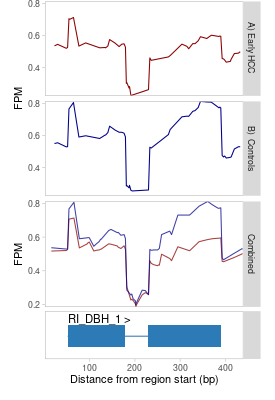 0.8
0.6
0.4
A) Early HCC
0.8
0.6
0.4
B): Controls
0.8
0.6
0.4
0.2
Combined
FPM
FPM
RI_DBH_1 >
100 200 300 400
Distance from region start (bp)